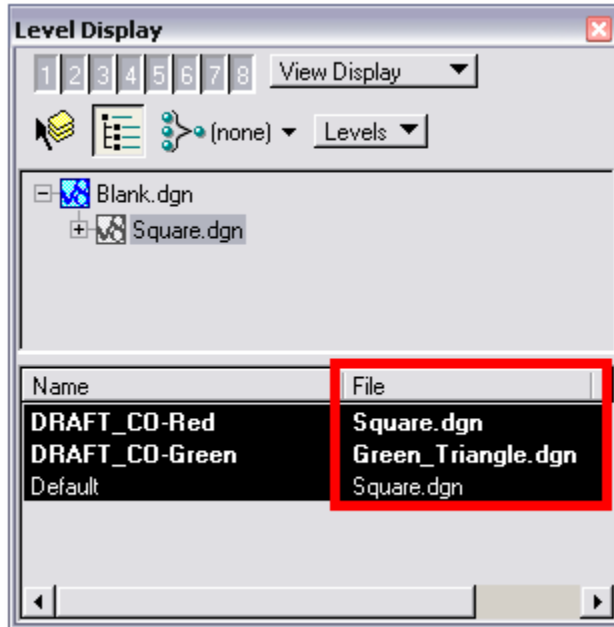 Level Display
1 2 3 4 5 6 7 8 View Display
(none) Levels
Blank.dgn
Square.dgn
Name File
DRAFT_CO-Red Square.dgn
DRAFT_CO-Green Green_Triangle.dgn
Default Square.dgn